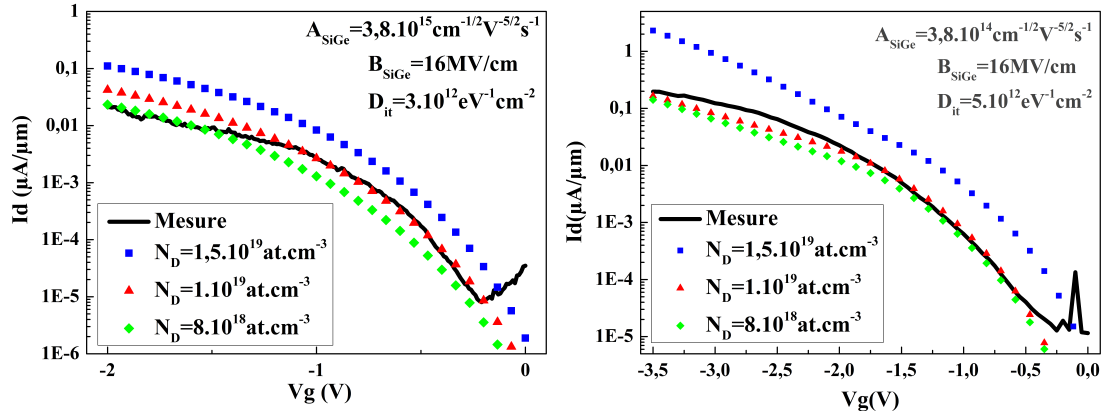 A_SiGe=3,8.10^15cm^-1/2V^-5/2s^-1
B_SiGe=16MV/cm
D_it=3.10^12eV^-1cm^-2
0,1
0,01
1E-3
1E-4
1E-5
1E-6
Id (µA/µm)
Mesure
N_D=1,5.10^19at.cm^-3
N_D=1.10^19at.cm^-3
N_D=8.10^18at.cm^-3
-2 -1 0
Vg (V)
A_SiGe=3,8.10^14cm^-1/2V^-5/2s^-1
B_SiGe=16MV/cm
D_it=5.10^12eV^-1cm^-2
1
0,1
0,01
1E-3
1E-4
1E-5
Id(µA/µm)
Mesure
N_D=1,5.10^19at.cm^-3
N_D=1.10^19at.cm^-3
N_D=8.10^18at.cm^-3
-3,5 -3,0 -2,5 -2,0 -1,5 -1,0 -0,5 0,0
Vg(V)